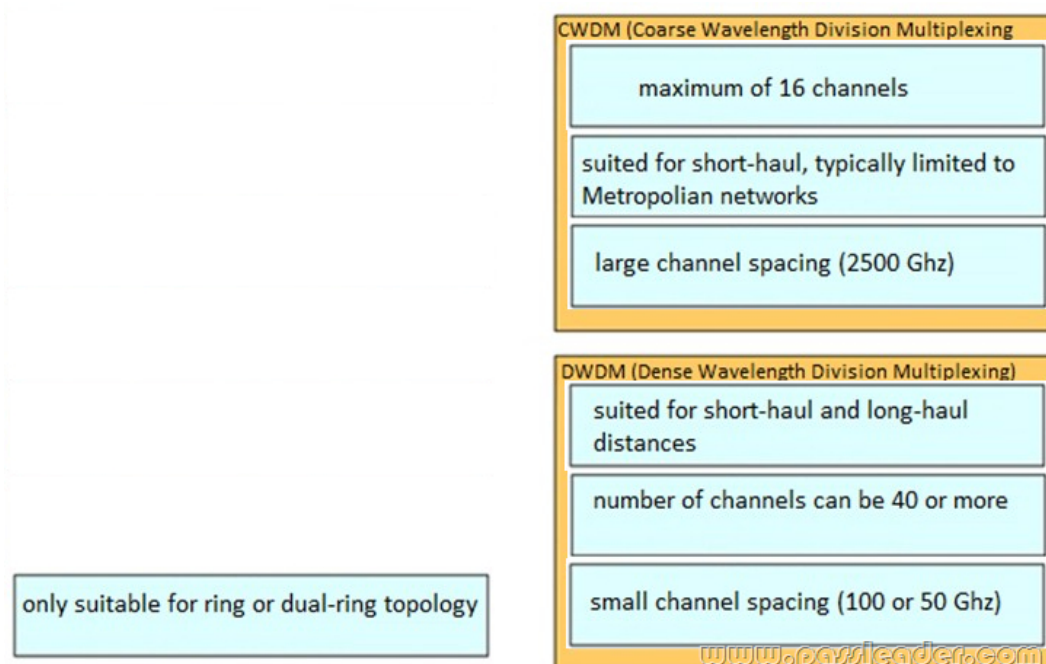 CWDM (Coarse Wavelength Division Multiplexing
maximum of 16 channels
suited for short-haul, typically limited to
Metropolian networks
large channel spacing (2500 Ghz)
DWDM (Dense Wavelength Division Multiplexing)
suited for short-haul and long-haul
distances
number of channels can be 40 or more
only suitable for ring or dual-ring topology
small channel spacing (100 or 50 Ghz)
www.passleader.com